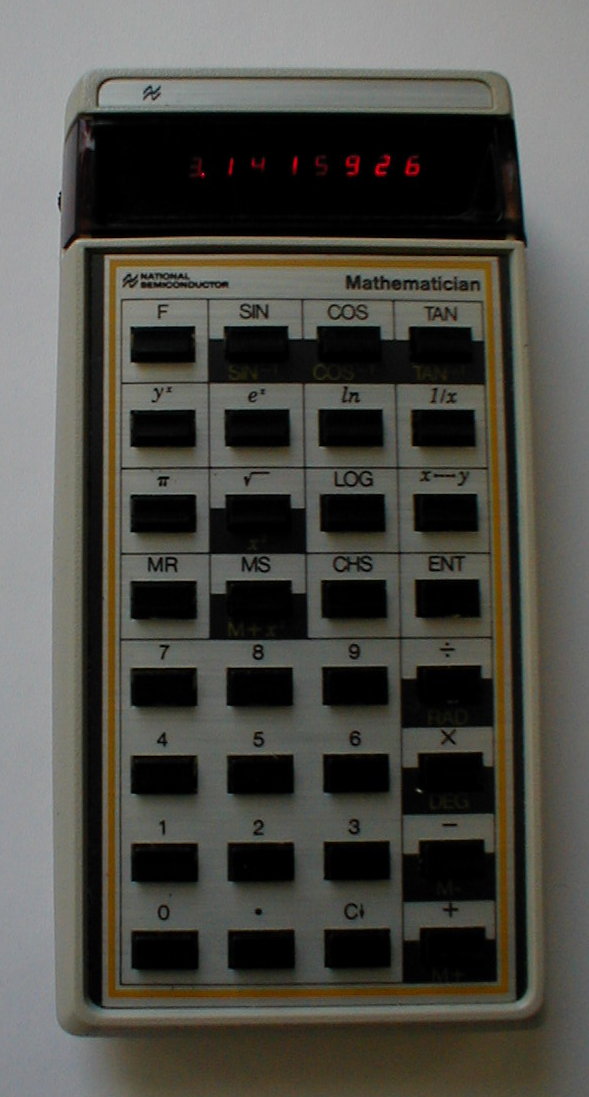 3.1415926
NATIONAL
SEMICONDUCTOR
Mathematician
F SIN COS TAN
SIN⁻¹ COS⁻¹ TAN⁻¹
yˣ eˣ ln 1/x
π √ LOG x↔y
x²
MR MS CHS ENT
M+x²
7 8 9 ÷
RAD
4 5 6 ×
DEG
1 2 3 −
M-
0 • C
M+